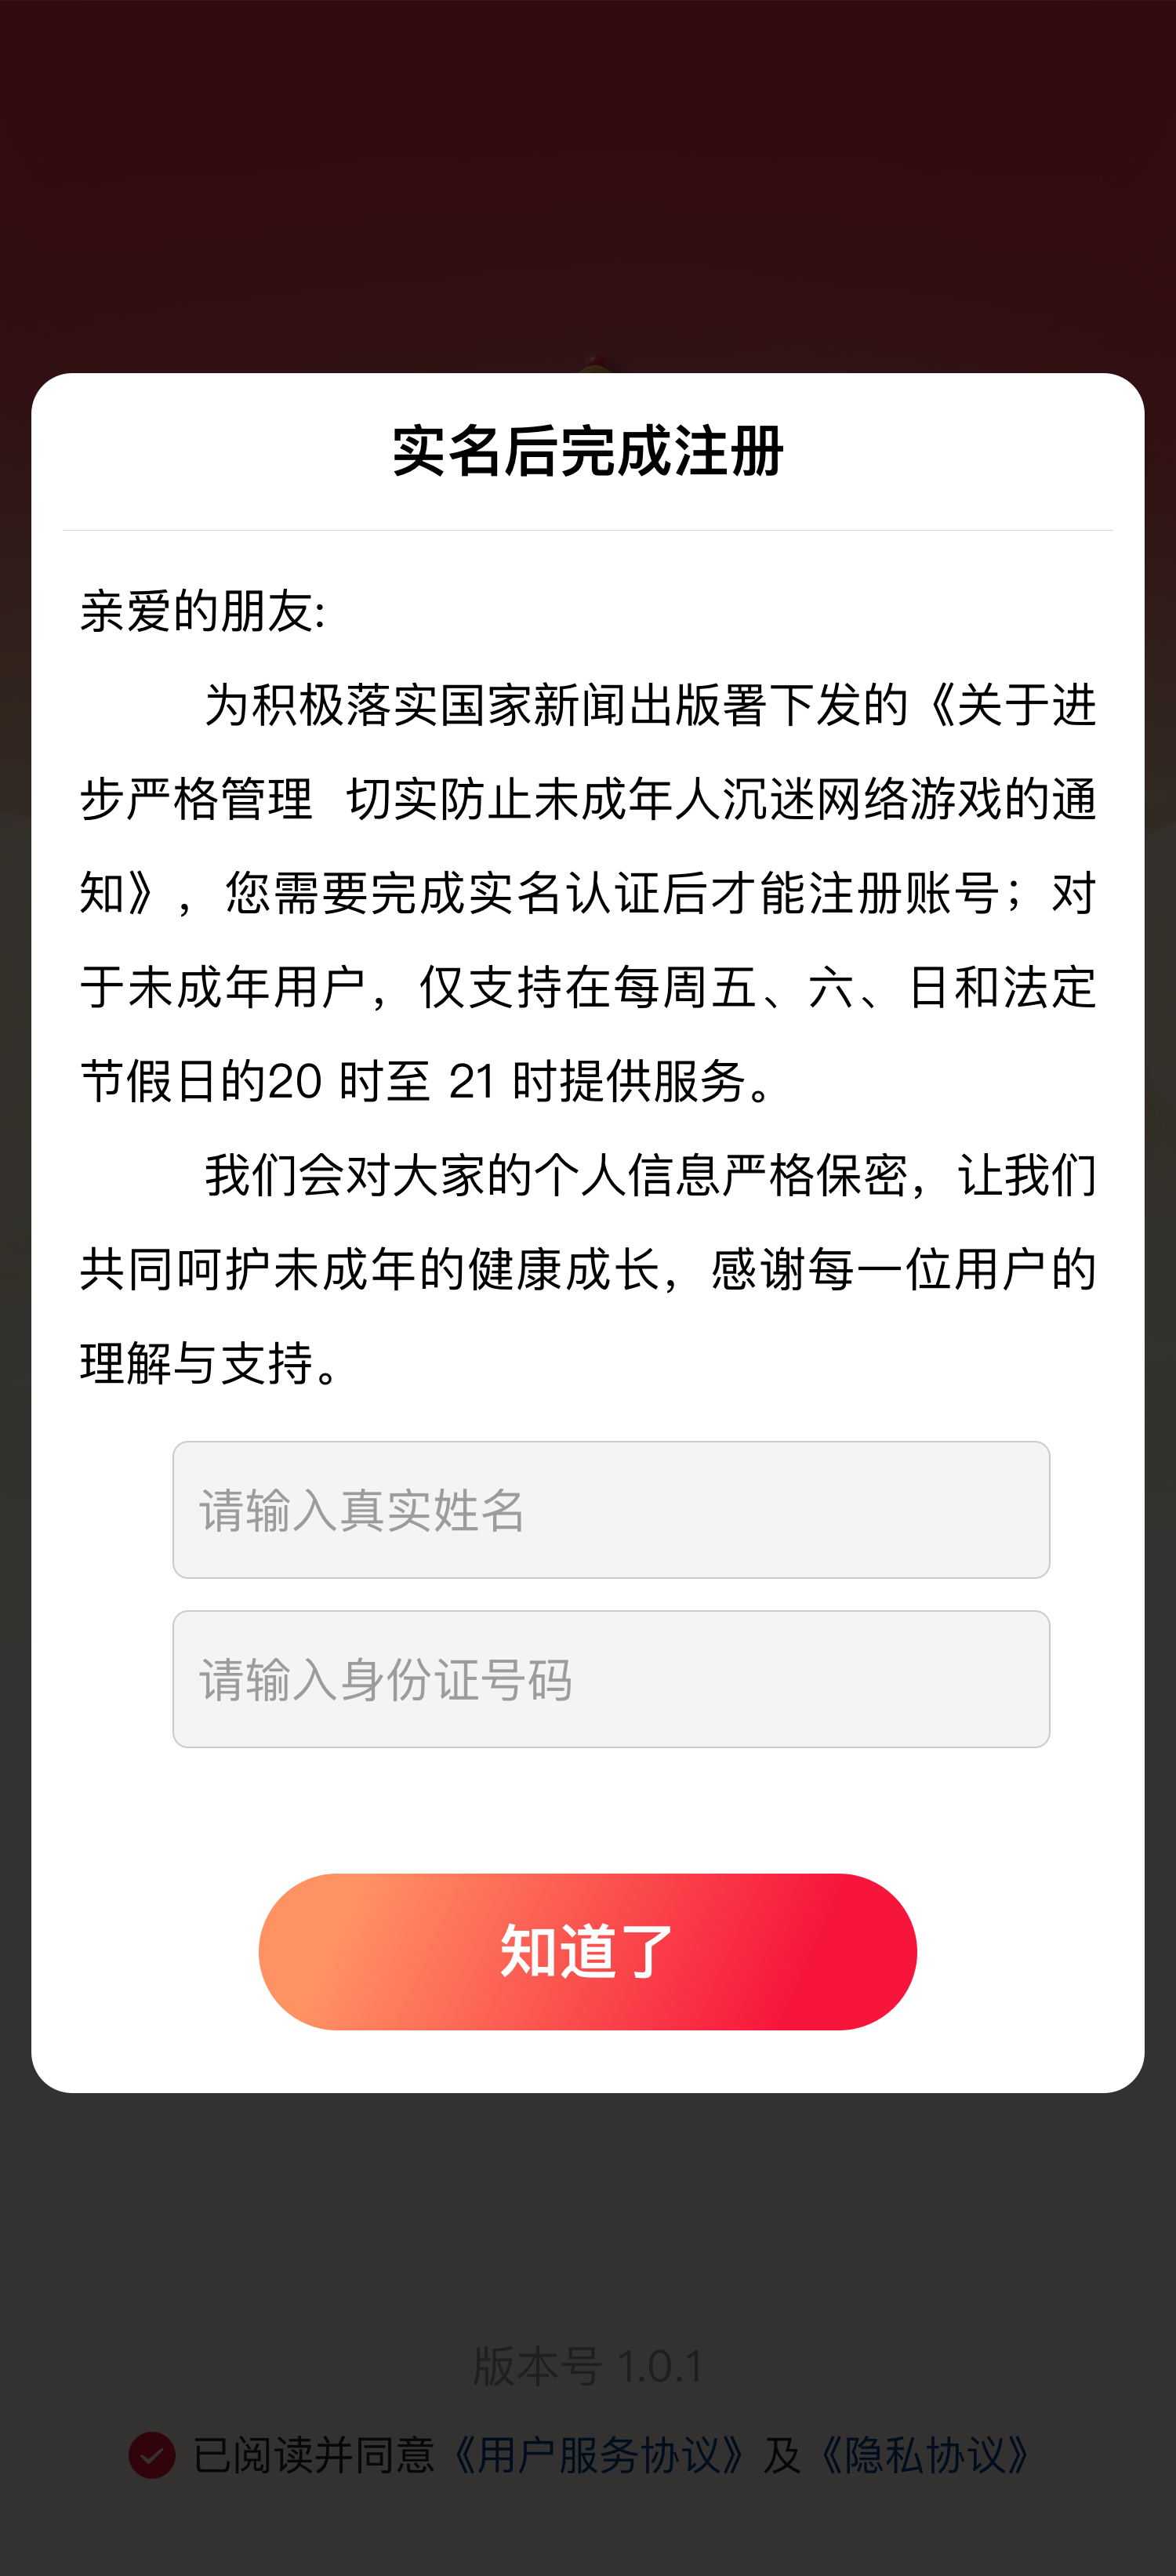 实名后完成注册
亲爱的朋友:
为积极落实国家新闻出版署下发的《关于进
步严格管理 切实防止未成年人沉迷网络游戏的通
知》，您需要完成实名认证后才能注册账号；对
于未成年用户，仅支持在每周五、六、日和法定
节假日的20 时至 21 时提供服务。
我们会对大家的个人信息严格保密，让我们
共同呵护未成年的健康成长，感谢每一位用户的
理解与支持。
请输入真实姓名
请输入身份证号码
知道了
版本号 1.0.1
已阅读并同意《用户服务协议》及《隐私协议》